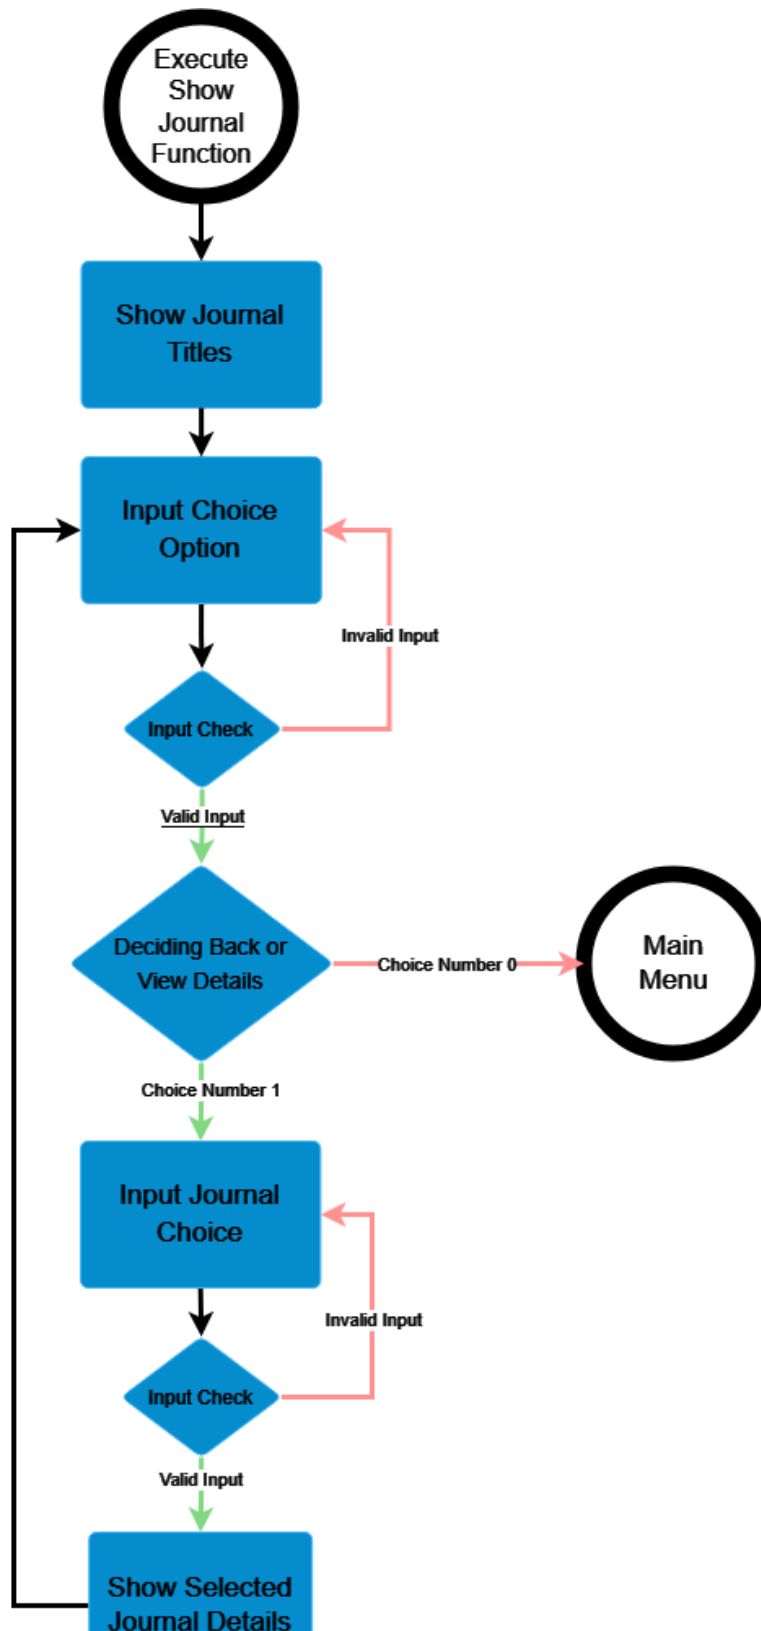 Execute
Show
Journal
Function
Show Journal
Titles
Input Choice
Option
Invalid Input
Input Check
Valid Input
Deciding Back or
View Details
Choice Number 0
Main
Menu
Choice Number 1
Input Journal
Choice
Invalid Input
Input Check
Valid Input
Show Selected
Journal Details